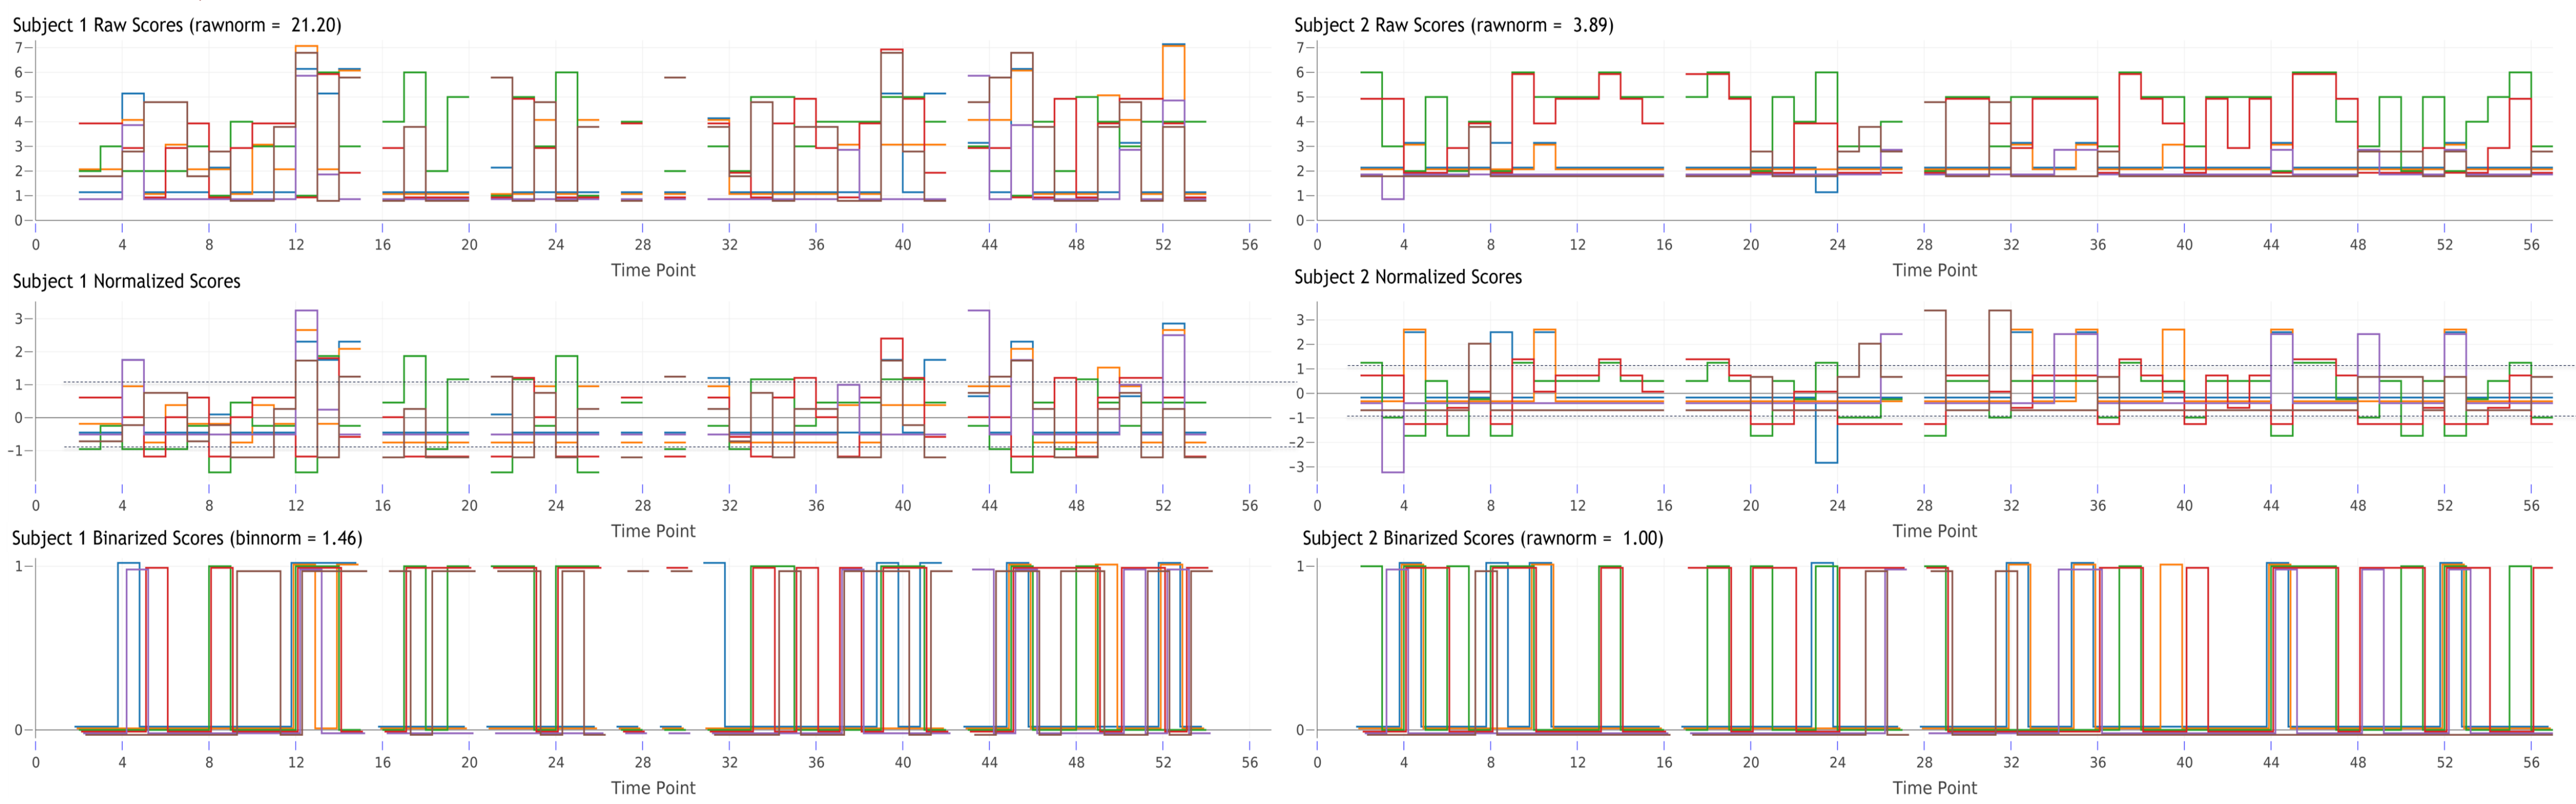 Subject 1 Raw Scores (rawnorm = 21.20)
7
6
5
4
3
2
1
0
0 4 8 12 16 20 24 28 32 36 40 44 48 52 56
Time Point
Subject 2 Raw Scores (rawnorm = 3.89)
7
6
5
4
3
2
1
0
0 4 8 12 16 20 24 28 32 36 40 44 48 52 56
Time Point
Subject 1 Normalized Scores
3
2
1
0
−1
0 4 8 12 16 20 24 28 32 36 40 44 48 52 56
Time Point
Subject 2 Normalized Scores
3
2
1
0
−1
−2
−3
0 4 8 12 16 20 24 28 32 36 40 44 48 52 56
Time Point
Subject 1 Binarized Scores (binnorm = 1.46)
1
0
0 4 8 12 16 20 24 28 32 36 40 44 48 52 56
Time Point
Subject 2 Binarized Scores (rawnorm = 1.00)
1
0
0 4 8 12 16 20 24 28 32 36 40 44 48 52 56
Time Point